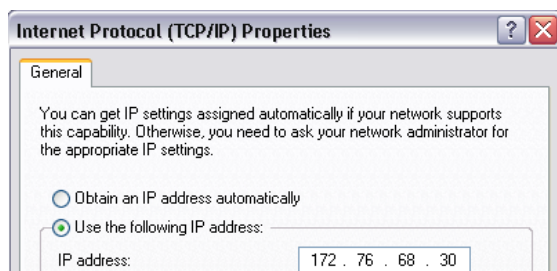 Internet Protocol (TCP/IP) Properties
General
You can get IP settings assigned automatically if your network supports
this capability. Otherwise, you need to ask your network administrator for
the appropriate IP settings.
Obtain an IP address automatically
Use the following IP address:
IP address: 172 . 76 . 68 . 30